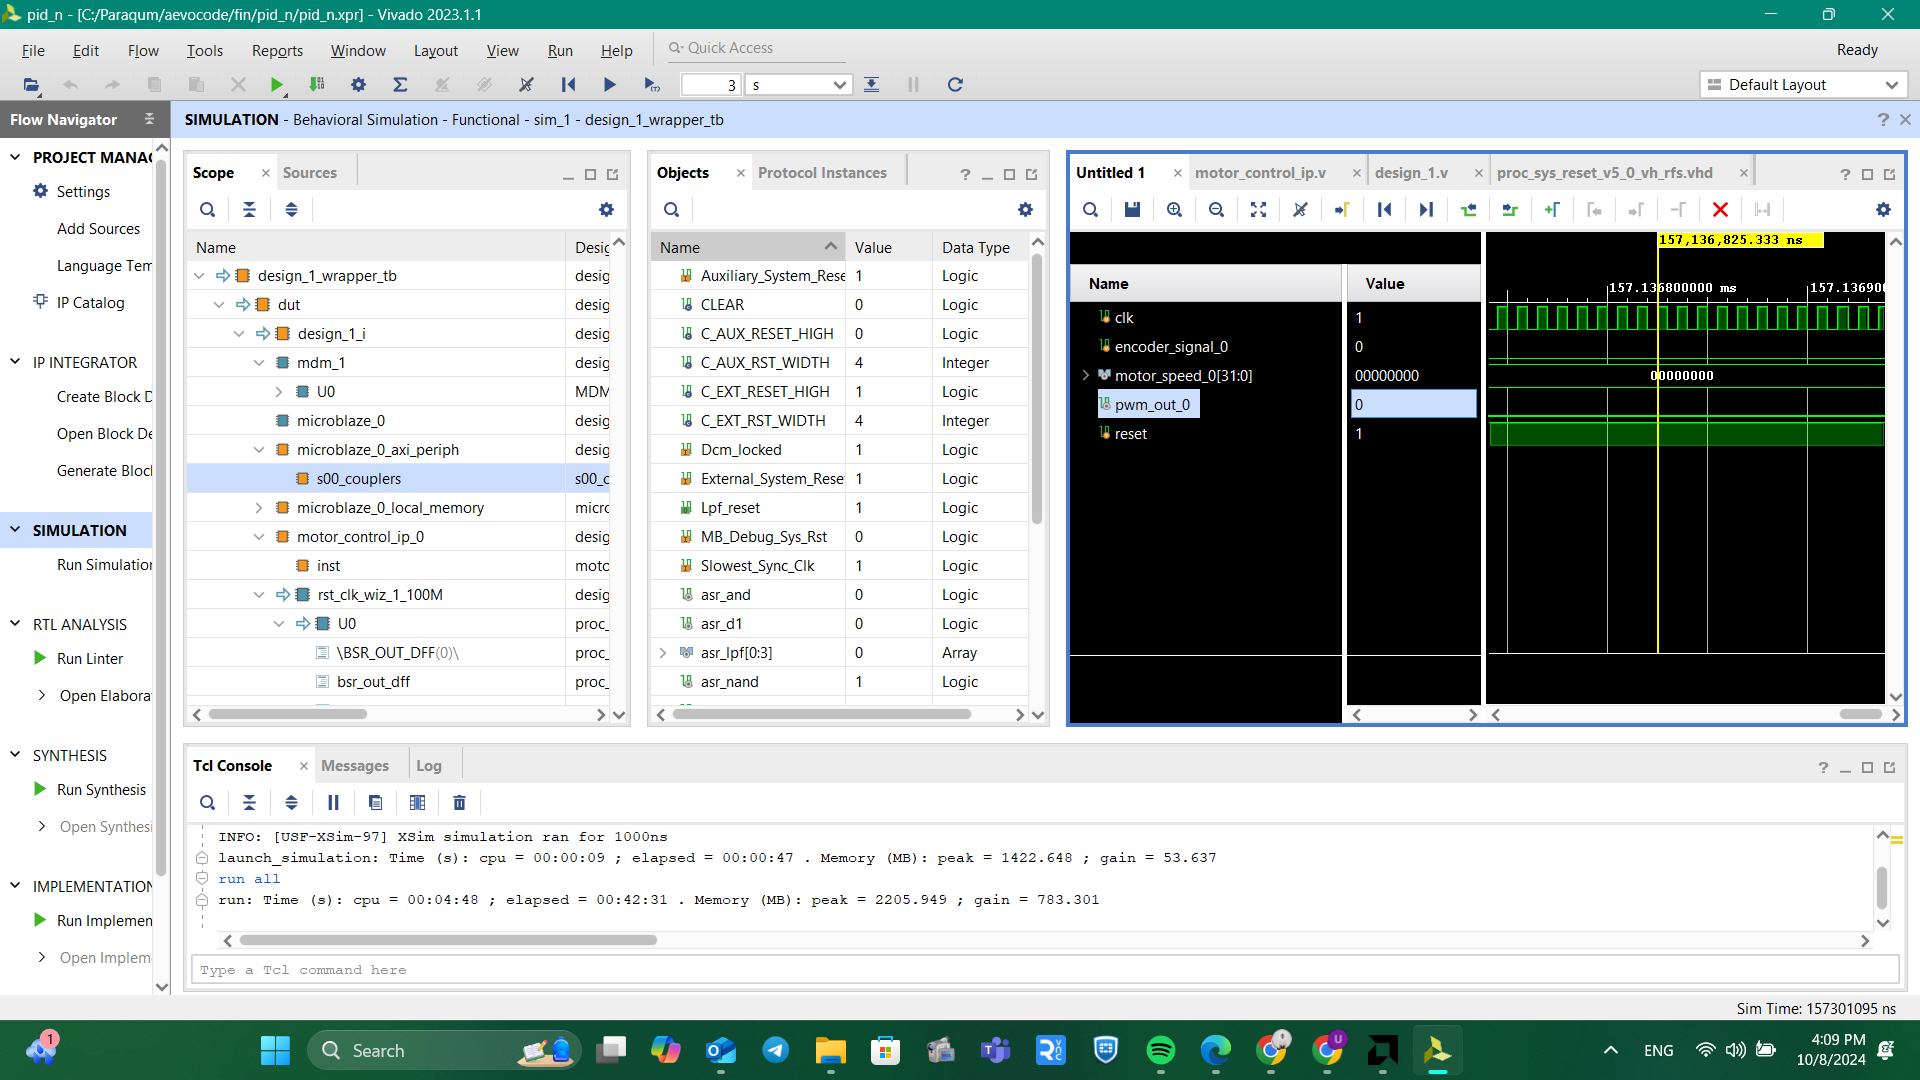 pid_n - [C:/Paraqum/aevocode/fin/pid_n/pid_n.xpr] - Vivado 2023.1.1
File Edit Flow Tools Reports Window Layout View Run Help Quick Access Ready
3 s Default Layout
Flow Navigator
SIMULATION - Behavioral Simulation - Functional - sim_1 - design_1_wrapper_tb
PROJECT MANAC
Settings
Add Sources
Language Tem
IP Catalog
IP INTEGRATOR
Create Block D
Open Block De
Generate Block
SIMULATION
Run Simulation
RTL ANALYSIS
Run Linter
Open Elabora
SYNTHESIS
Run Synthesis
Open Synthesi
IMPLEMENTATION
Run Implemen
Open Implem
Scope Sources
Name Desig
design_1_wrapper_tb desig
dut desig
design_1_i desig
mdm_1 desig
U0 MDM
microblaze_0 desig
microblaze_0_axi_periph desig
s00_couplers s00_c
microblaze_0_local_memory micro
motor_control_ip_0 desig
inst moto
rst_clk_wiz_1_100M desig
U0 proc_
\BSR_OUT_DFF(0)\ proc_
bsr_out_dff proc_
Objects Protocol Instances
Name Value Data Type
Auxiliary_System_Rese 1 Logic
CLEAR 0 Logic
C_AUX_RESET_HIGH 0 Logic
C_AUX_RST_WIDTH 4 Integer
C_EXT_RESET_HIGH 1 Logic
C_EXT_RST_WIDTH 4 Integer
Dcm_locked 1 Logic
External_System_Rese 1 Logic
Lpf_reset 1 Logic
MB_Debug_Sys_Rst 0 Logic
Slowest_Sync_Clk 1 Logic
asr_and 0 Logic
asr_d1 0 Logic
asr_lpf[0:3] 0 Array
asr_nand 1 Logic
Untitled 1 motor_control_ip.v design_1.v proc_sys_reset_v5_0_vh_rfs.vhd
157,136,825.333 ns
Name Value
157.136800000 ms 157.136900
clk 1
encoder_signal_0 0
motor_speed_0[31:0] 00000000 00000000
pwm_out_0 0
reset 1
Tcl Console Messages Log
INFO: [USF-XSim-97] XSim simulation ran for 1000ns
launch_simulation: Time (s): cpu = 00:00:09 ; elapsed = 00:00:47 . Memory (MB): peak = 1422.648 ; gain = 53.637
run all
run: Time (s): cpu = 00:04:48 ; elapsed = 00:42:31 . Memory (MB): peak = 2205.949 ; gain = 783.301
Type a Tcl command here
Sim Time: 157301095 ns
1 Search ENG 4:09 PM
10/8/2024